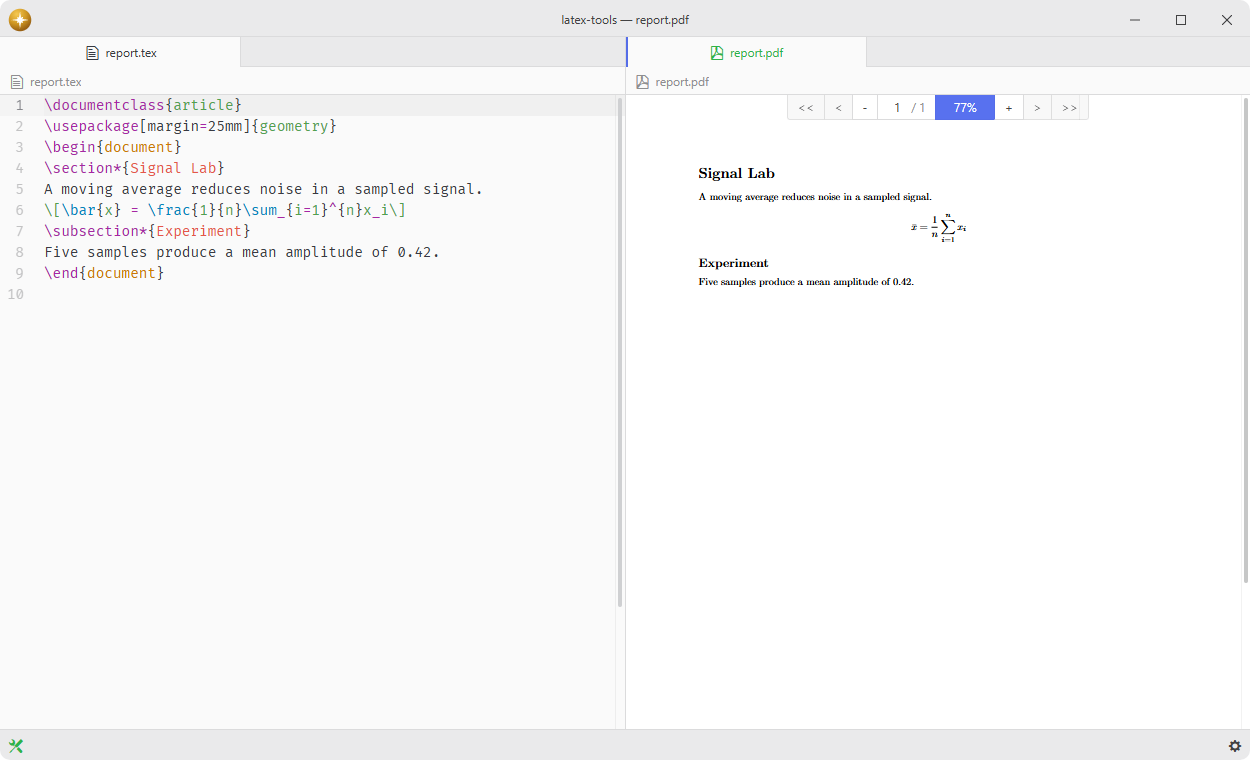 latex-tools — report.pdf
report.tex
report.pdf
report.tex
report.pdf
1 \documentclass{article}
2 \usepackage[margin=25mm]{geometry}
3 \begin{document}
4 \section*{Signal Lab}
5 A moving average reduces noise in a sampled signal.
6 \[\bar{x} = \frac{1}{n}\sum_{i=1}^{n}x_i\]
7 \subsection*{Experiment}
8 Five samples produce a mean amplitude of 0.42.
9 \end{document}
10
<< < - 1 / 1 77% + > >>
Signal Lab
A moving average reduces noise in a sampled signal.
x̄ = 1/n ∑_{i=1}^{n} x_i
Experiment
Five samples produce a mean amplitude of 0.42.